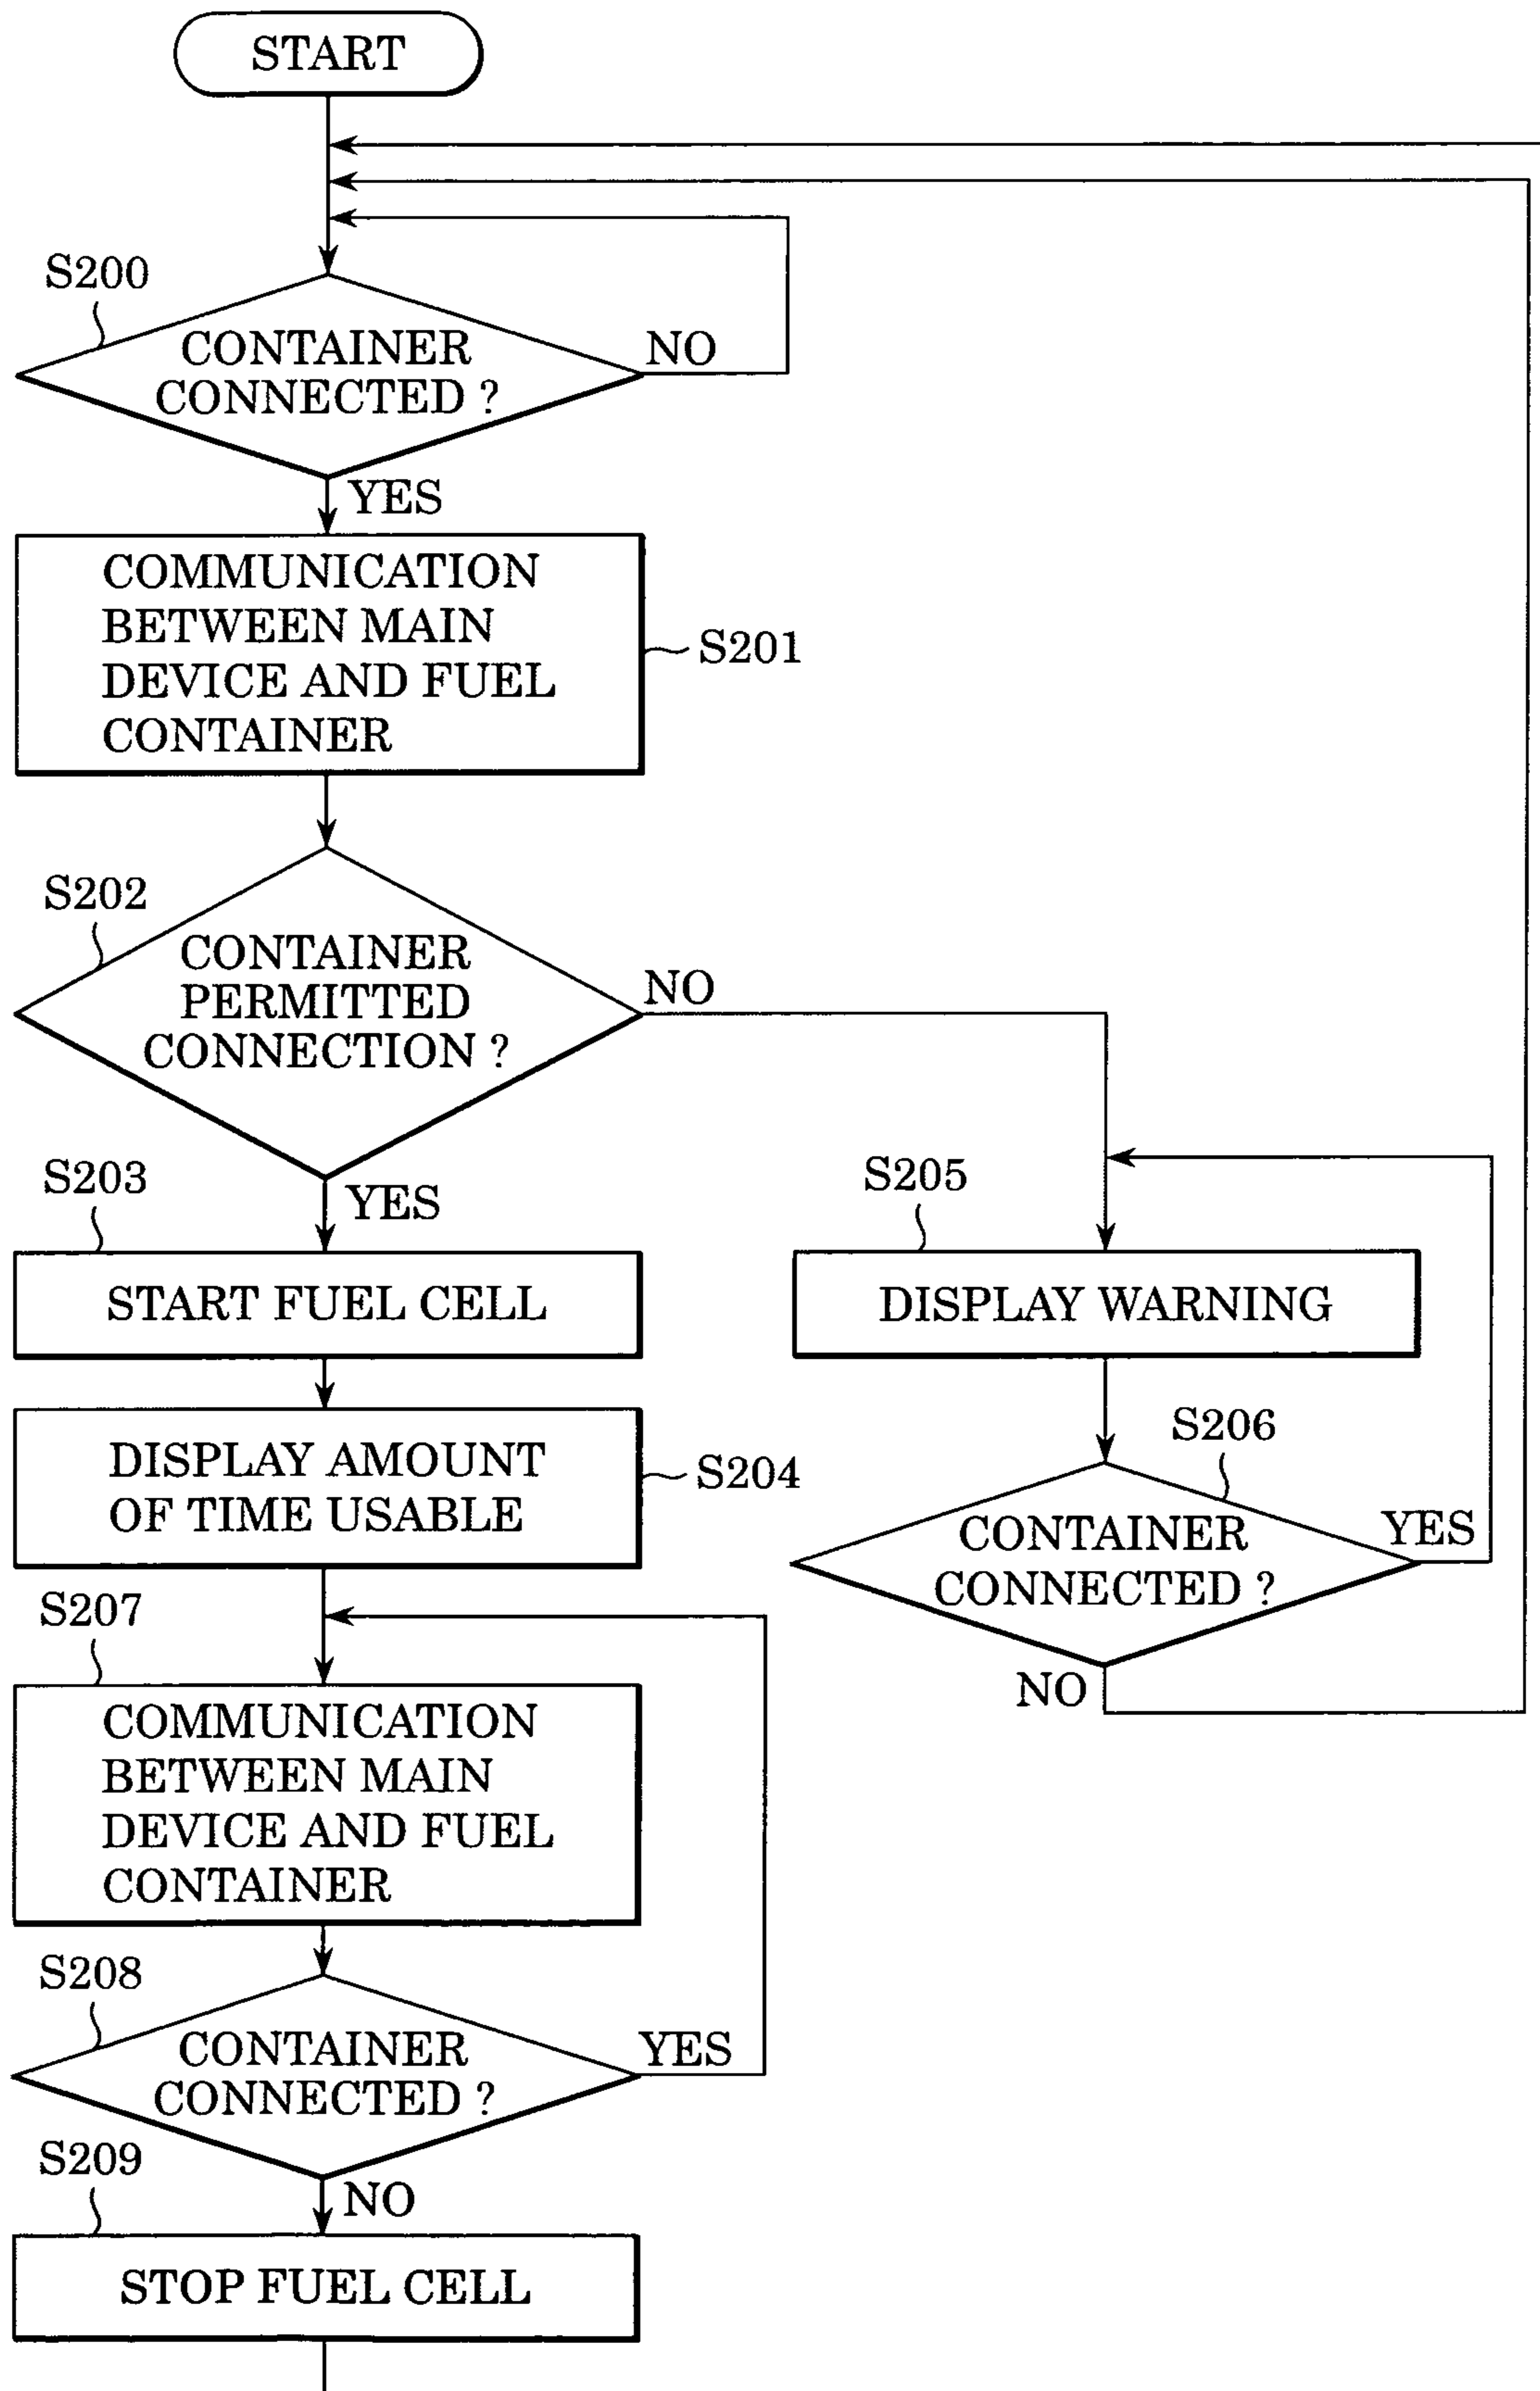 START
S200
CONTAINER
CONNECTED ?
NO
YES
COMMUNICATION
BETWEEN MAIN
DEVICE AND FUEL
CONTAINER
S201
S202
CONTAINER
PERMITTED
CONNECTION ?
NO
YES
S203
START FUEL CELL
S205
DISPLAY WARNING
DISPLAY AMOUNT
OF TIME USABLE
S204
S206
CONTAINER
CONNECTED ?
YES
NO
S207
COMMUNICATION
BETWEEN MAIN
DEVICE AND FUEL
CONTAINER
S208
CONTAINER
CONNECTED ?
YES
NO
S209
STOP FUEL CELL